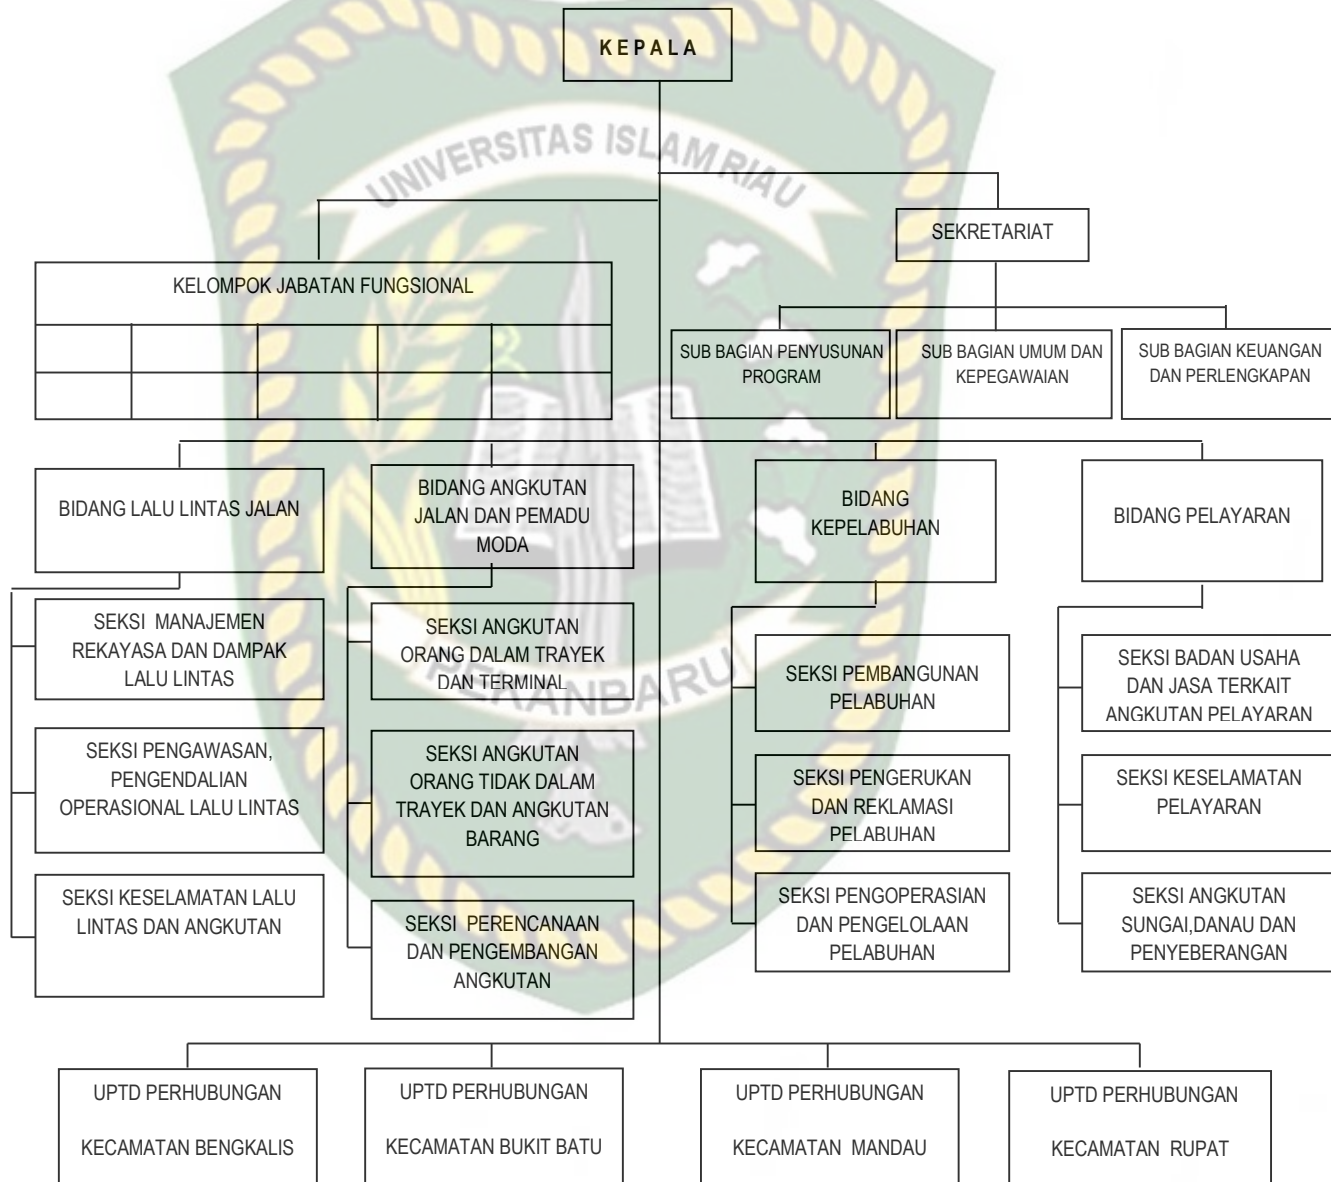 KEPALA
UNIVERSITAS ISLAM RIAU
SEKRETARIAT
KELOMPOK JABATAN FUNGSIONAL
SUB BAGIAN PENYUSUNAN
PROGRAM
SUB BAGIAN UMUM DAN
KEPEGAWAIAN
SUB BAGIAN KEUANGAN
DAN PERLENGKAPAN
BIDANG LALU LINTAS JALAN
BIDANG ANGKUTAN
JALAN DAN PEMADU
MODA
BIDANG
KEPELABUHAN
BIDANG PELAYARAN
SEKSI MANAJEMEN
REKAYASA DAN DAMPAK
LALU LINTAS
SEKSI PENGAWASAN,
PENGENDALIAN
OPERASIONAL LALU LINTAS
SEKSI KESELAMATAN LALU
LINTAS DAN ANGKUTAN
SEKSI ANGKUTAN
ORANG DALAM TRAYEK
DAN TERMINAL
SEKSI ANGKUTAN
ORANG TIDAK DALAM
TRAYEK DAN ANGKUTAN
BARANG
SEKSI PERENCANAAN
DAN PENGEMBANGAN
ANGKUTAN
PEKANBARU
SEKSI PEMBANGUNAN
PELABUHAN
SEKSI PENGERUKAN
DAN REKLAMASI
PELABUHAN
SEKSI PENGOPERASIAN
DAN PENGELOLAAN
PELABUHAN
SEKSI BADAN USAHA
DAN JASA TERKAIT
ANGKUTAN PELAYARAN
SEKSI KESELAMATAN
PELAYARAN
SEKSI ANGKUTAN
SUNGAI,DANAU DAN
PENYEBERANGAN
UPTD PERHUBUNGAN
KECAMATAN BENGKALIS
UPTD PERHUBUNGAN
KECAMATAN BUKIT BATU
UPTD PERHUBUNGAN
KECAMATAN MANDAU
UPTD PERHUBUNGAN
KECAMATAN RUPAT